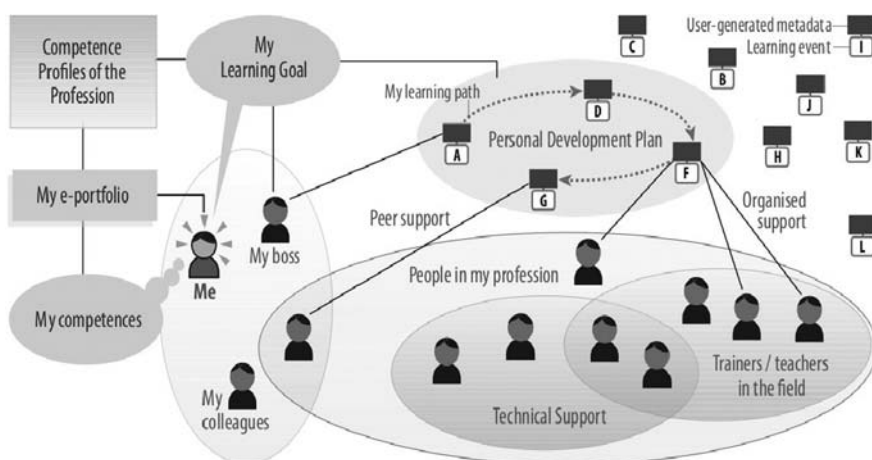 Competence
Profiles of the
Profession
My
Learning Goal
My e-portfolio
My competences
Me
My boss
My
colleagues
My learning path
A
D
Personal Development Plan
F
G
Peer support
Organised
support
People in my profession
Technical Support
Trainers / teachers
in the field
C
User-generated metadata
Learning event
I
B
J
H
K
L